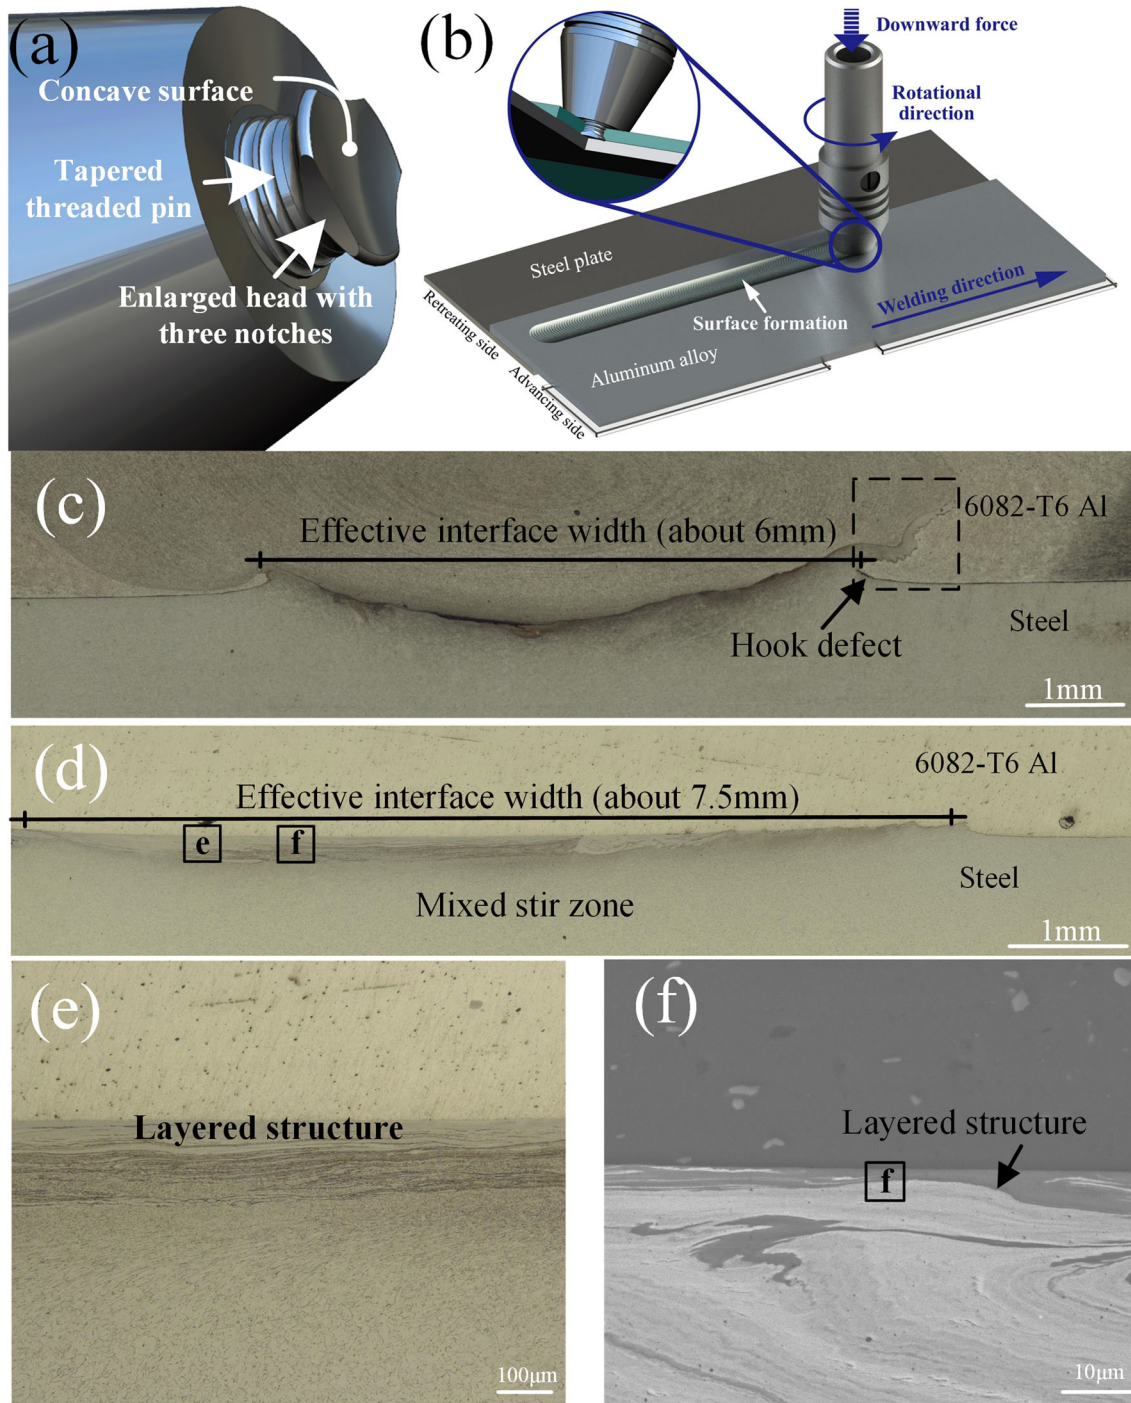 (a)
Concave surface
Tapered
threaded pin
Enlarged head with
three notches
(b)
Downward force
Rotational
direction
Steel plate
Welding direction
Surface formation
Retreating side
Aluminum alloy
Advancing side
(c)
6082-T6 Al
Effective interface width (about 6mm)
Hook defect
Steel
1mm
(d)
6082-T6 Al
Effective interface width (about 7.5mm)
e
f
Steel
Mixed stir zone
1mm
(e)
Layered structure
100μm
(f)
Layered structure
f
10μm